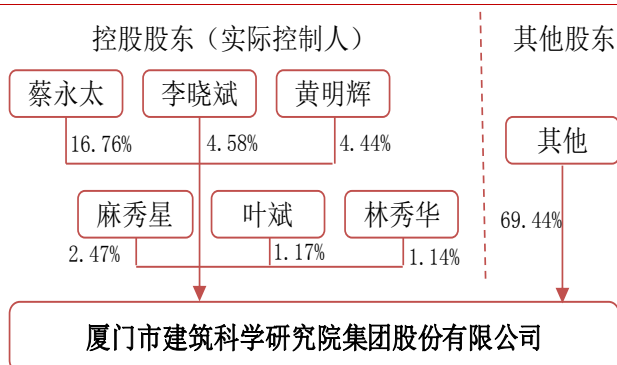 控股股东（实际控制人） 其他股东
蔡永太 李晓斌 黄明辉
16.76% 4.58% 4.44% 其他
麻秀星 叶斌 林秀华 69.44%
2.47% 1.17% 1.14%
厦门市建筑科学研究院集团股份有限公司